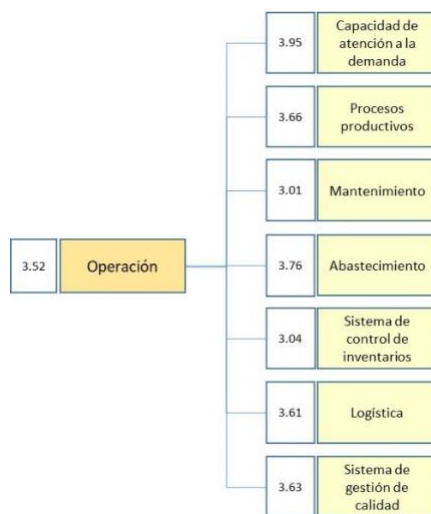 3.52
Operación
3.95
Capacidad de
atención a la
demanda
3.66
Procesos
productivos
3.01
Mantenimiento
3.76
Abastecimiento
3.04
Sistema de
control de
inventarios
3.61
Logística
3.63
Sistema de
gestión de
calidad